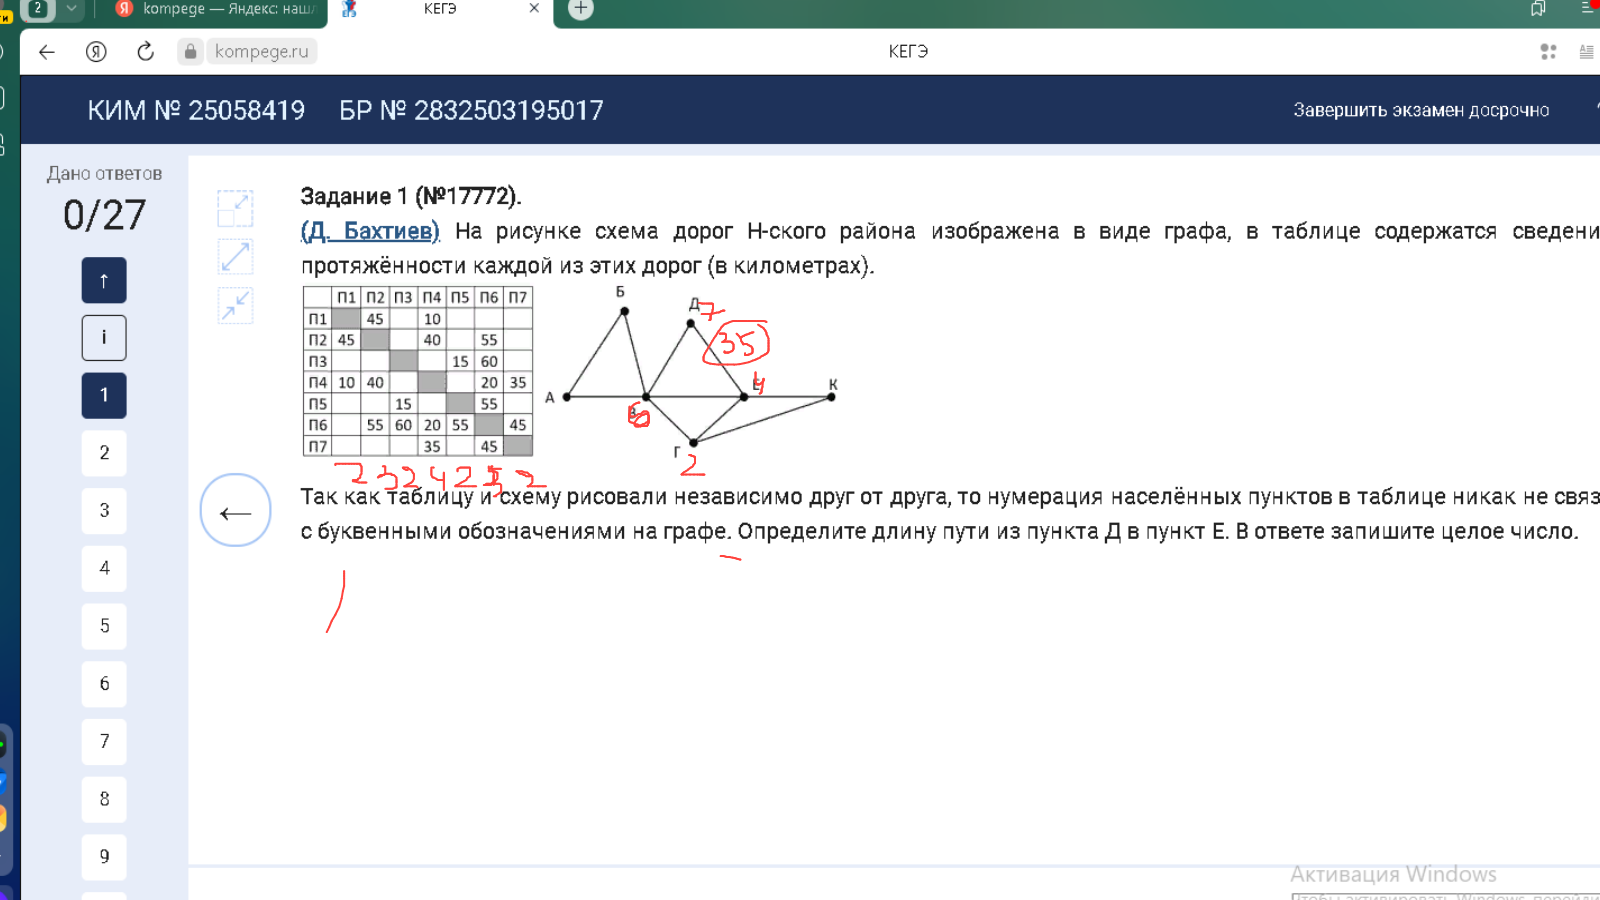 2
kompege — Яндекс: нашл
КЕГЭ
kompege.ru
КЕГЭ
КИМ № 25058419 БР № 2832503195017
Завершить экзамен досрочно
Дано ответов
0/27
i
1
2
3
4
5
6
7
8
9
Задание 1 (№17772).
(Д. Бахтиев) На рисунке схема дорог Н-ского района изображена в виде графа, в таблице содержатся сведени
протяжённости каждой из этих дорог (в километрах).
П1 П2 П3 П4 П5 П6 П7
П1 45 10
П2 45 40 55
П3 15 60
П4 10 40 20 35
П5 15 55
П6 55 60 20 55 45
П7 35 45
Б
Д 7
35
А
4
К
6
Г
2
2 3 2 4 2 5 2
Так как таблицу и схему рисовали независимо друг от друга, то нумерация населённых пунктов в таблице никак не связ
с буквенными обозначениями на графе. Определите длину пути из пункта Д в пункт Е. В ответе запишите целое число.
Активация Windows